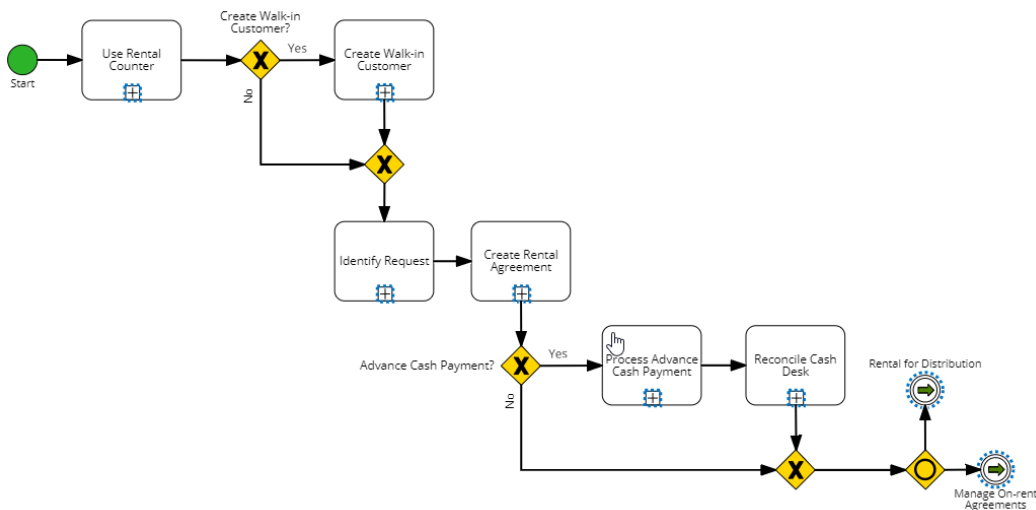 Create Walk-in
Customer?
Use Rental
Counter
Yes
Create Walk-in
Customer
Start
No
Identify Request
Create Rental
Agreement
Advance Cash Payment?
Yes
Process Advance
Cash Payment
Reconcile Cash
Desk
Rental for Distribution
No
Manage On-rent
Agreements